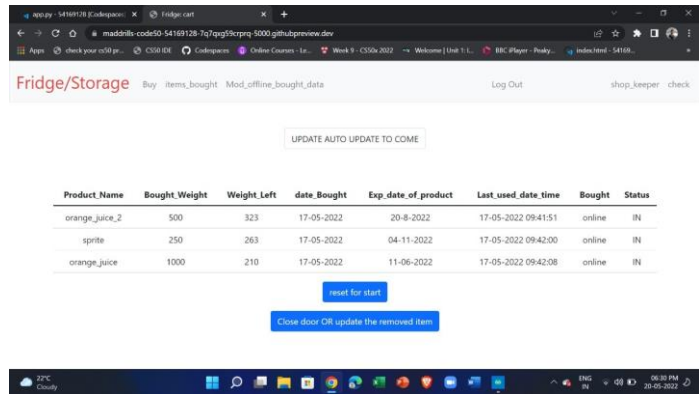 app.py - 54169128 [Codespaces: Fridge: cart
maddrills-code50-54169128-7q7qxg59crprq-5000.githubpreview.dev
Apps check your cs50 pr... CS50 IDE Codespaces Online Courses - Le... Week 9 - CS50x 2022 Welcome | Unit 1: I... BBC iPlayer - Peaky... index.html - 54169...
Fridge/Storage Buy items_bought Mod_offline_bought_data Log Out shop_keeper check
UPDATE AUTO UPDATE TO COME
Product_Name Bought_Weight Weight_Left date_Bought Exp_date_of_product Last_used_date_time Bought Status
orange_juice_2 500 323 17-05-2022 20-8-2022 17-05-2022 09:41:51 online IN
sprite 250 263 17-05-2022 04-11-2022 17-05-2022 09:42:00 online IN
orange_juice 1000 210 17-05-2022 11-06-2022 17-05-2022 09:42:08 online IN
reset for start
Close door OR update the removed item
22°C ENG 06:30 PM
Cloudy IN 20-05-2022